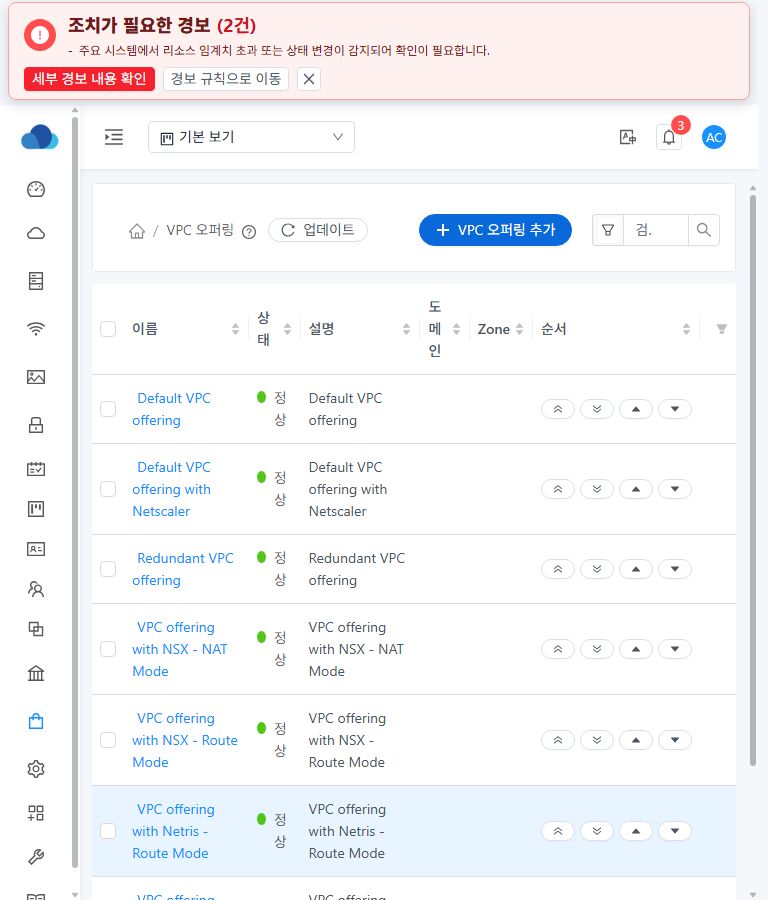 조치가 필요한 경보 (2건)
- 주요 시스템에서 리소스 임계치 초과 또는 상태 변경이 감지되어 확인이 필요합니다.
세부 경보 내용 확인 경보 규칙으로 이동
기본 보기
3
AC
/ VPC 오퍼링 업데이트
VPC 오퍼링 추가
검.
이름 상태 설명 도메인 Zone 순서
Default VPC
offering
정
상
Default VPC
offering
Default VPC
offering with
Netscaler
정
상
Default VPC
offering with
Netscaler
Redundant VPC
offering
정
상
Redundant VPC
offering
VPC offering
with NSX - NAT
Mode
정
상
VPC offering
with NSX - NAT
Mode
VPC offering
with NSX - Route
Mode
정
상
VPC offering
with NSX -
Route Mode
VPC offering
with Netris -
Route Mode
정
상
VPC offering
with Netris -
Route Mode
VPC offering
VPC offering